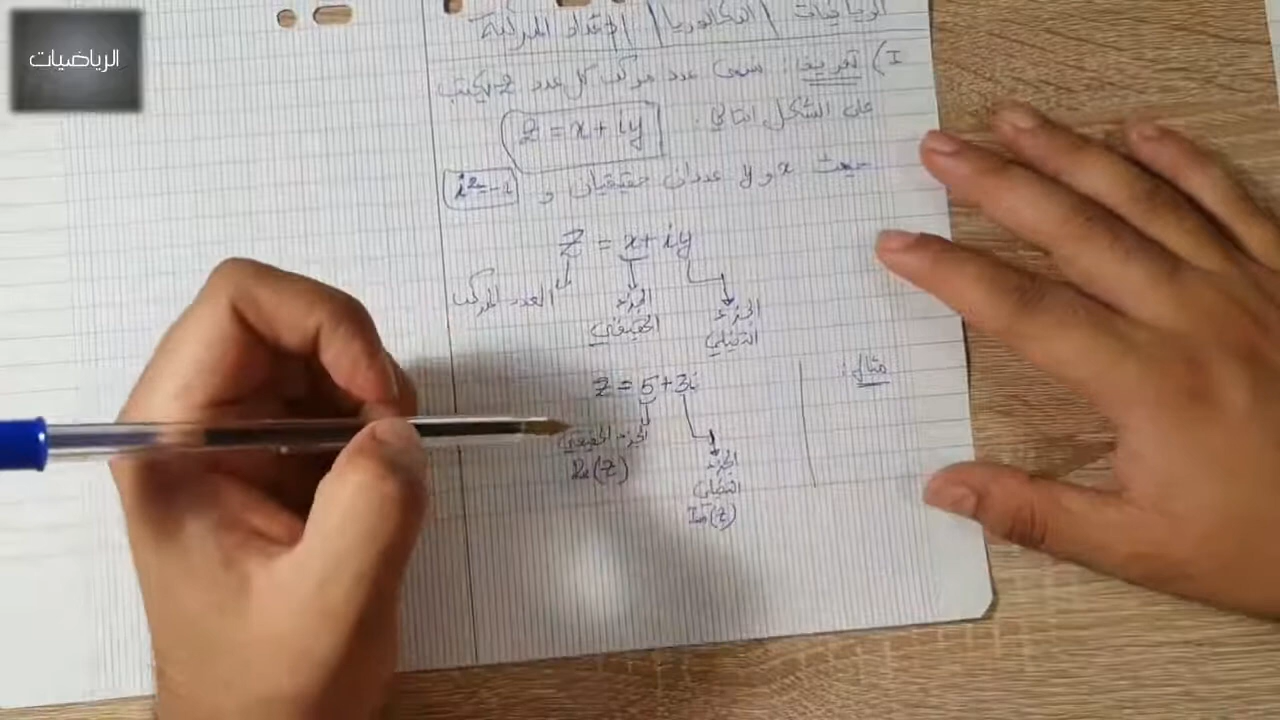 الرياضيات
الرياضيات | البكالوريا | الأعداد المركبة
I) تعريف: نسمي عدد مركب كل عدد z يكتب
على الشكل التالي: z = x + iy
حيث x و y عددان حقيقيان و i² = -1
z = x + iy
العدد المركب
الجزء الحقيقي
الجزء التخيلي
مثال:
z = 5 + 3i
الجزء الحقيقي
Re(z)
الجزء التخيلي
Im(z)